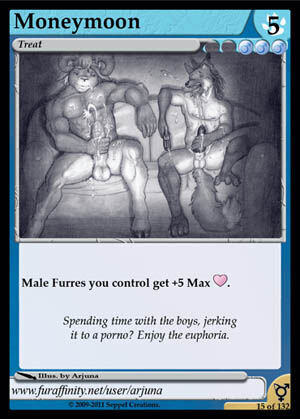 Moneymoon
5
Treat
Male Furres you control get +5 Max
Spending time with the boys, jerking
it to a porno? Enjoy the euphoria.
Illus. by Arjuna
www.furaffinity.net/user/arjuna
© 2009-2011 Seppel Creations.
15 of 132